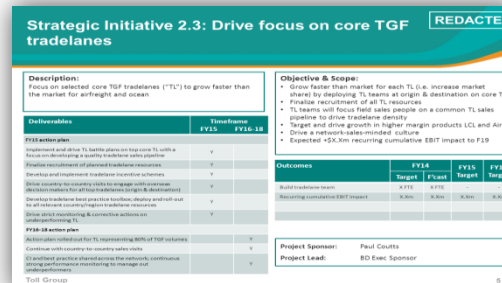 Strategic Initiative 2.3: Drive focus on core TGF
tradelanes
REDACTE
Description:
Focus on selected core TGF tradelanes ("TL") to grow faster than
the market for airfreight and ocean
Deliverables
Timeframe
FY15 FY16-18
FY15 action plan
Implement and drive TL battle plans on top core TL with a
focus on developing a quality tradelane sales pipeline
Y
Finalize recruitment of planned tradelane resources
Y
Develop and implement tradelane incentive schemes
Y
Drive country-to-country visits to engage with overseas
decision makers for all top tradelanes (origin & destination)
Y
Develop tradelane best practice toolbox; deploy and roll-out
to all relevant country/region tradelane resources
Y
Drive strict monitoring & corrective actions on
underperforming TL
Y
FY16-18 action plan
Action plan rolled out for TL representing 80% of TGF volumes
Y
Continue with country-to-country sales visits
Y
CI and best practice shared across the network; continuous
strong performance monitoring to manage out
underperformers
Y
Objective & Scope:
• Grow faster than market for each TL (i.e. increase market
share) by deploying TL teams at origin & destination on core T
• Finalize recruitment of all TL resources
• TL teams will focus field sales people on a common TL sales
pipeline to drive tradelane density
• Target and drive growth in higher margin products LCL and Air
• Drive a network-sales-minded culture
• Expected +$X.Xm recurring cumulative EBIT impact to F19
Outcomes
FY14
FY15
Target F'cast Target
Build tradelane team X FTE X FTE - -
Recurring cumulative EBIT impact X.Xm X.Xm X.Xm
Project Sponsor: Paul Coutts
Project Lead: BD Exec Sponsor
Toll Group